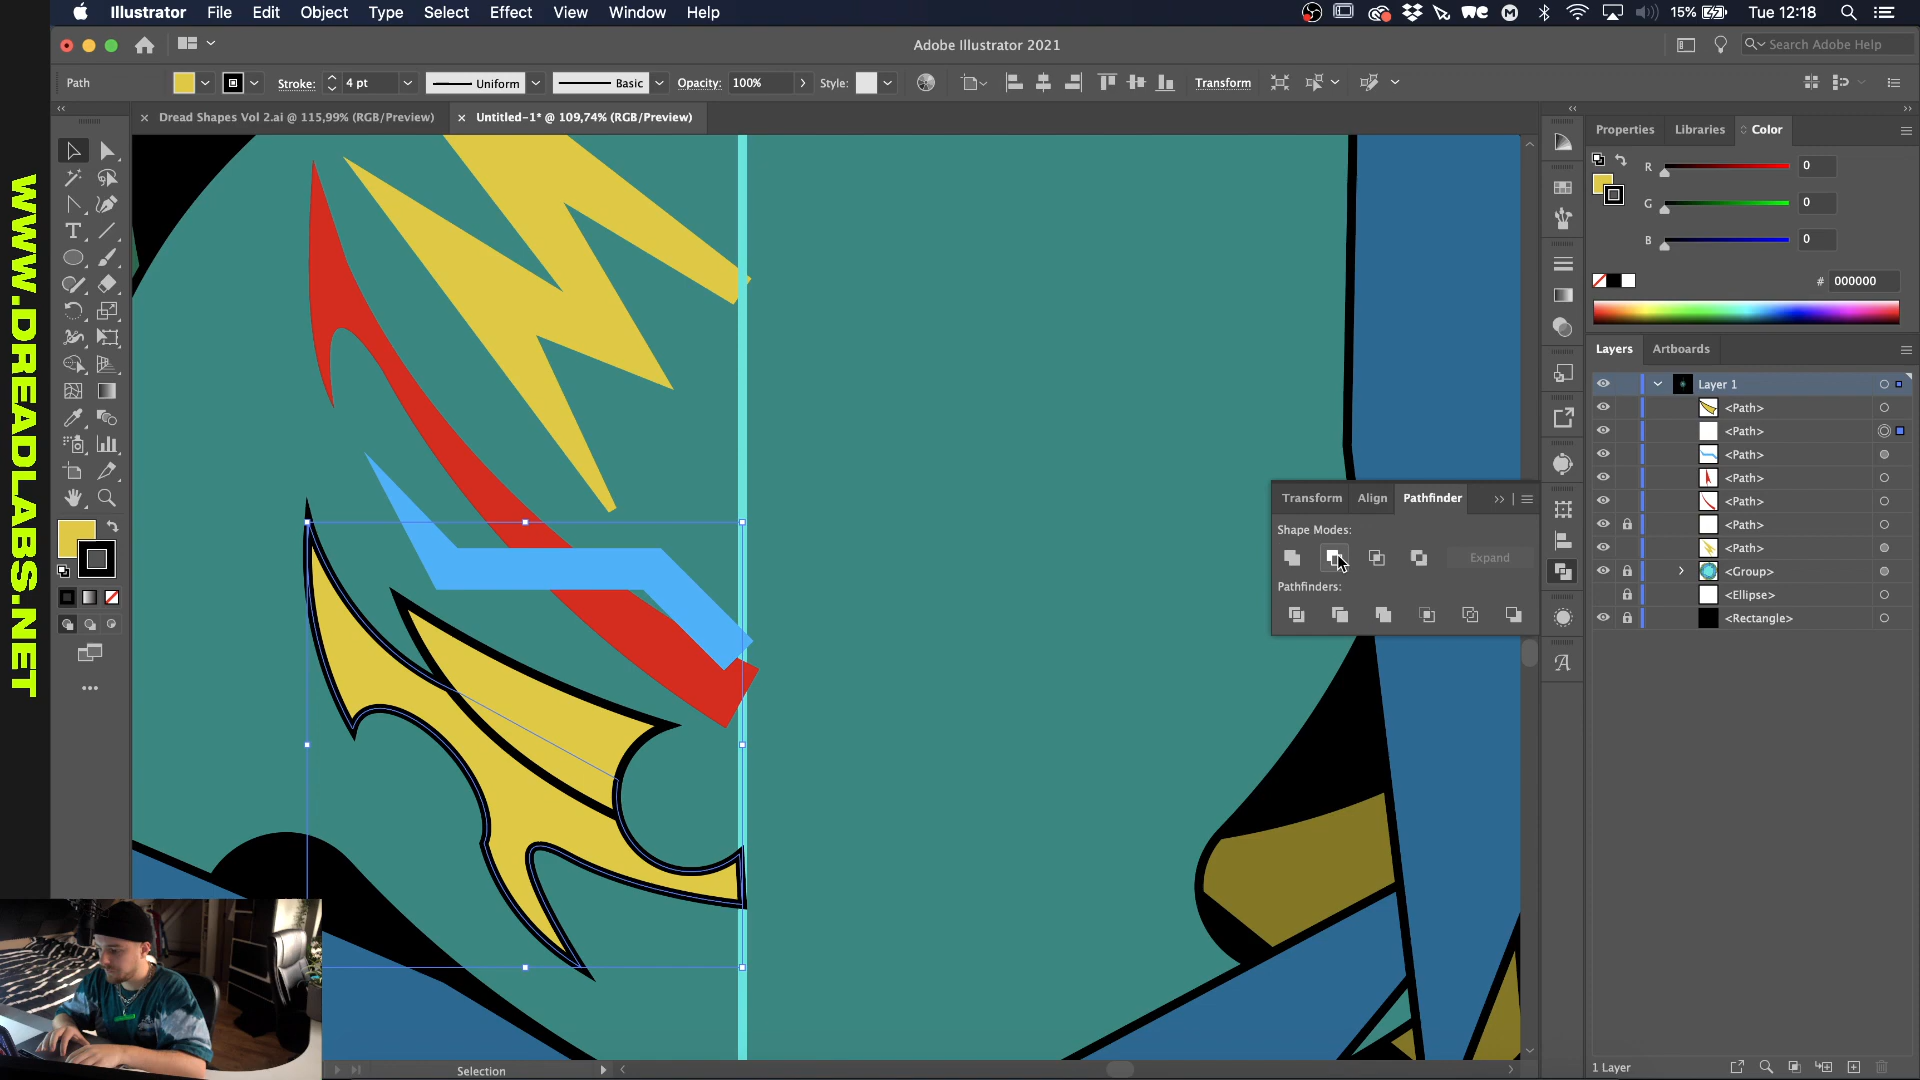 Illustrator File Edit Object Type Select Effect View Window Help
15% Tue 12:18
Adobe Illustrator 2021
Search Adobe Help
Path Stroke: 4 pt Uniform Basic Opacity: 100% Style: Transform
Dread Shapes Vol 2.ai @ 115,99% (RGB/Preview)
Untitled-1* @ 109,74% (RGB/Preview)
WWW.DREADLABS.NET
Properties Libraries Color
R 0
G 0
B 0
# 000000
Layers Artboards
Layer 1
<Path>
<Path>
<Path>
<Path>
<Path>
<Path>
<Path>
<Group>
<Ellipse>
<Rectangle>
Transform Align Pathfinder
Shape Modes:
Expand
Pathfinders:
Selection
1 Layer